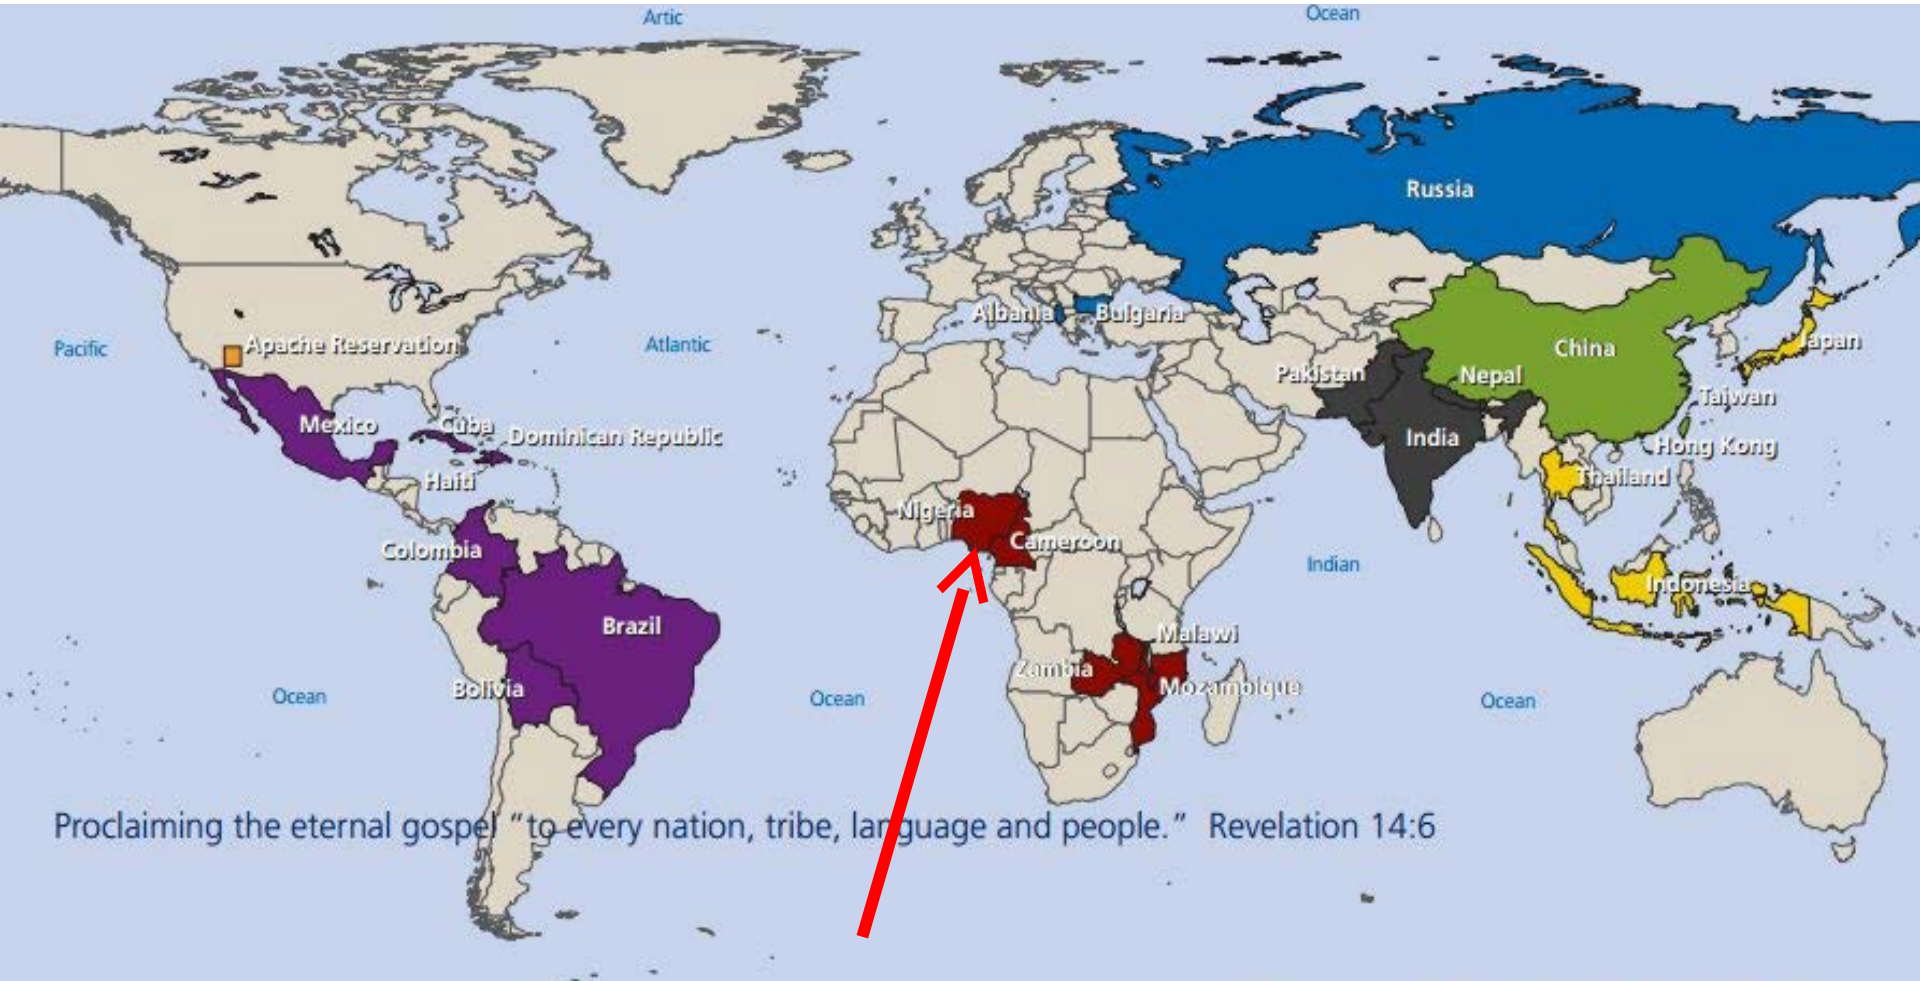 Artic
Ocean
Russia
Albania
Bulgaria
Pacific
Apache Reservation
Atlantic
China
Japan
Pakistan
Nepal
Taiwan
Mexico
Cuba
Dominican Republic
India
Hong Kong
Haiti
Thailand
Nigeria
Cameroon
Colombia
Indian
Indonesia
Brazil
Malawi
Zambia
Bolivia
Mozambique
Ocean
Ocean
Ocean
Proclaiming the eternal gospel "to every nation, tribe, language and people." Revelation 14:6